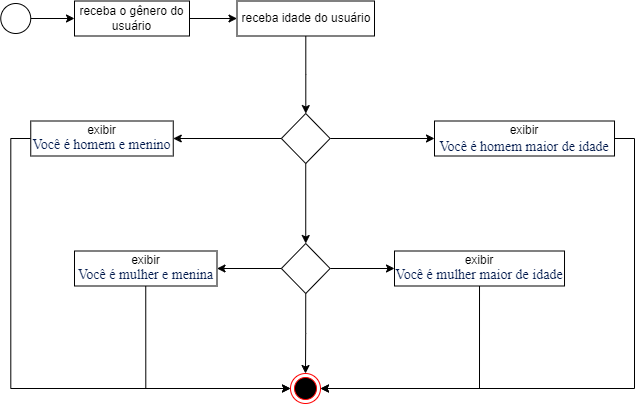 receba o gênero do
usuário
receba idade do usuário
exibir
Você é homem e menino
exibir
Você é homem maior de idade
exibir
Você é mulher e menina
exibir
Você é mulher maior de idade